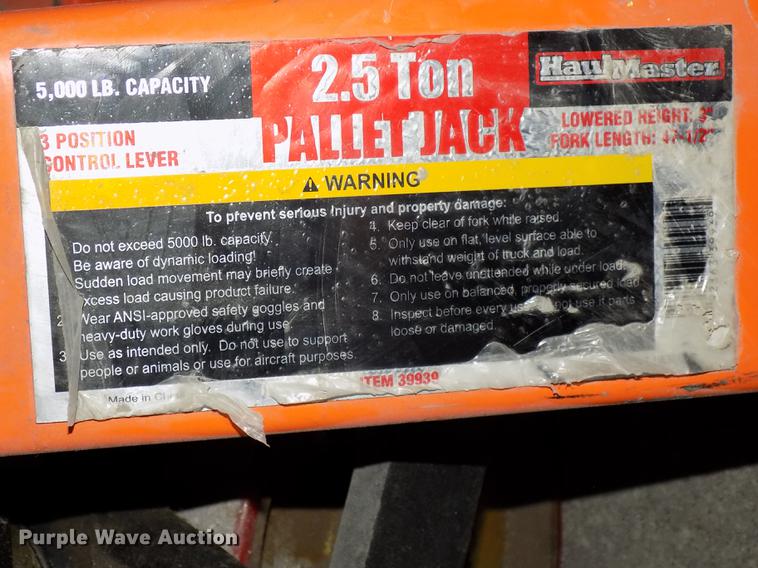 5,000 LB. CAPACITY
2.5 Ton
PALLET JACK
HaulMaster
3 POSITION
CONTROL LEVER
LOWERED HEIGHT: 3"
FORK LENGTH: 47-1/2"
WARNING
To prevent serious injury and property damage:
Do not exceed 5000 lb. capacity.
Be aware of dynamic loading!
Sudden load movement may briefly create
excess load causing product failure.
2. Wear ANSI-approved safety goggles and
heavy-duty work gloves during use.
3. Use as intended only. Do not use to support
people or animals or use for aircraft purposes.
4. Keep clear of fork while raised.
5. Only use on flat, level surface able to
withstand weight of truck and load.
6. Do not leave unattended while under load.
7. Only use on balanced, properly secured load
8. Inspect before every not use if parts
loose or damaged.
ITEM 39939
Made in
Purple Wave Auction